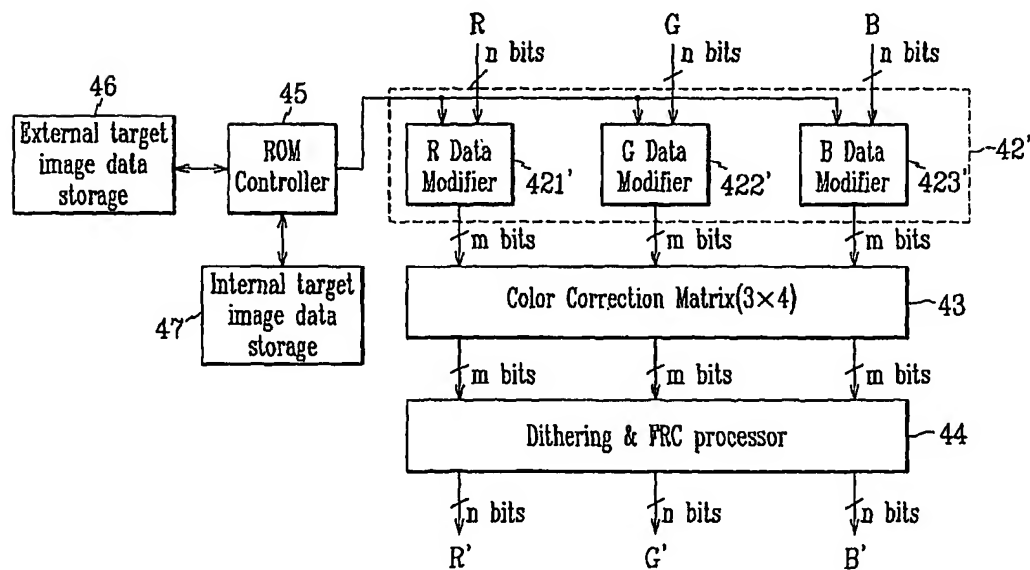 R G B
n bits n bits n bits
46 45
External target
image data
storage
ROM
Controller
R Data
Modifier
421'
G Data
Modifier
422'
B Data
Modifier
423'
42'
m bits m bits m bits
Internal target
image data
storage
47
Color Correction Matrix(3×4)
43
m bits m bits m bits
Dithering & FRC processor
44
n bits n bits n bits
R' G' B'